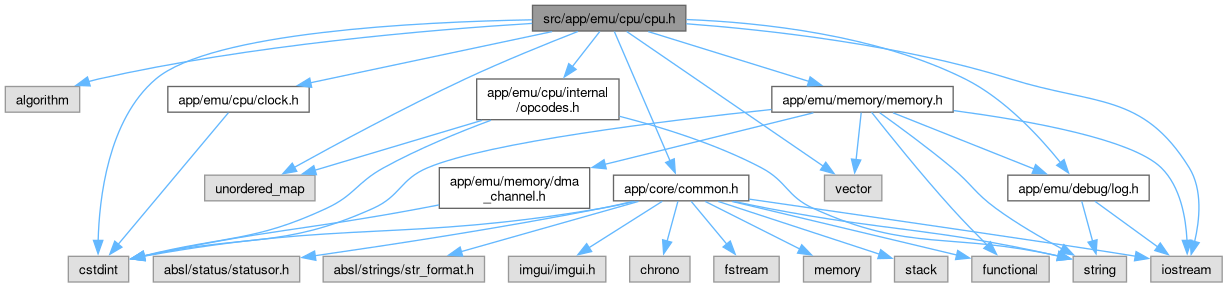 src/app/emu/cpu/cpu.h
algorithm
app/emu/cpu/clock.h
app/emu/cpu/internal
/opcodes.h
app/emu/memory/memory.h
unordered_map
app/emu/memory/dma
_channel.h
app/core/common.h
vector
app/emu/debug/log.h
cstdint
absl/status/statusor.h
absl/strings/str_format.h
imgui/imgui.h
chrono
fstream
memory
stack
functional
string
iostream